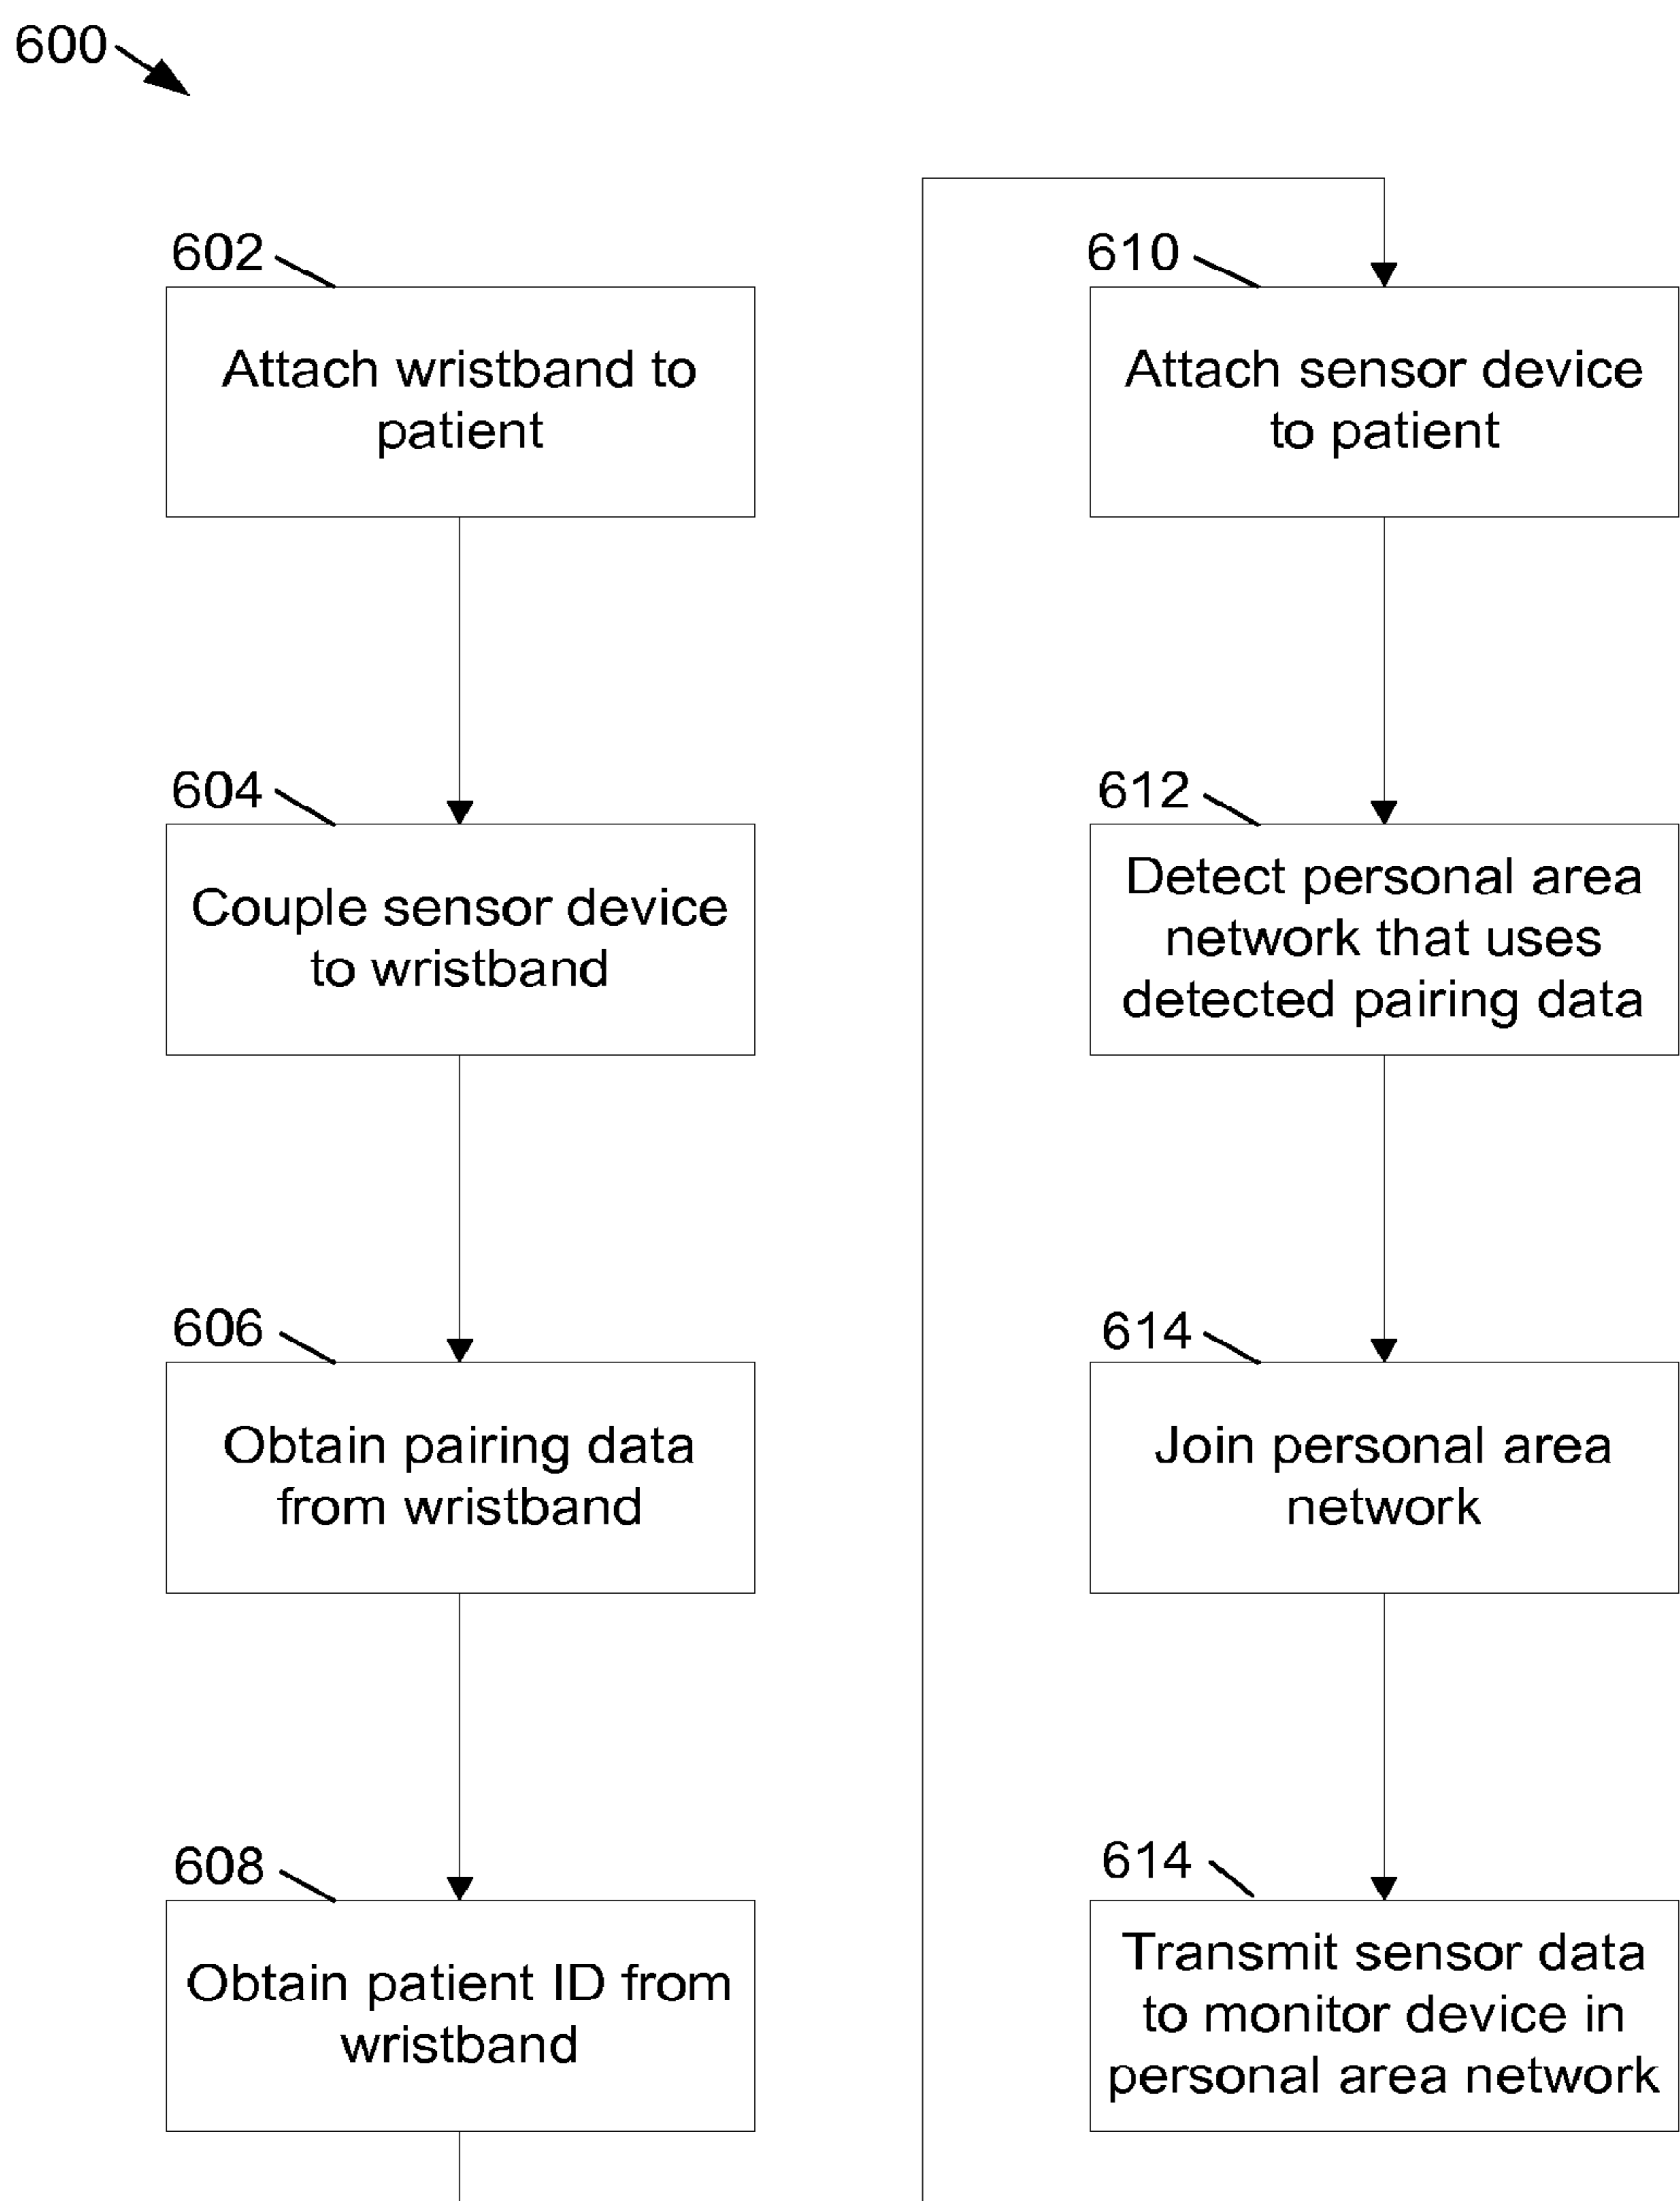 600
602
Attach wristband to
patient
604
Couple sensor device
to wristband
606
Obtain pairing data
from wristband
608
Obtain patient ID from
wristband
610
Attach sensor device
to patient
612
Detect personal area
network that uses
detected pairing data
614
Join personal area
network
614
Transmit sensor data
to monitor device in
personal area network